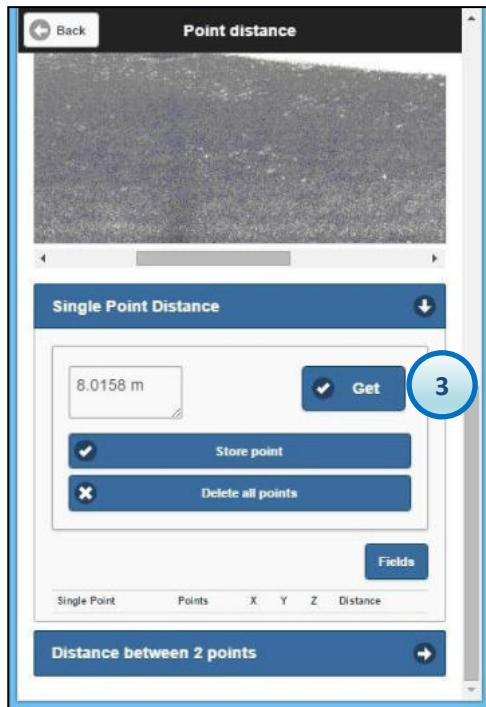 Back Point distance
Single Point Distance
8.0158 m Get 3
Store point
Delete all points
Fields
Single Point Points X Y Z Distance
Distance between 2 points